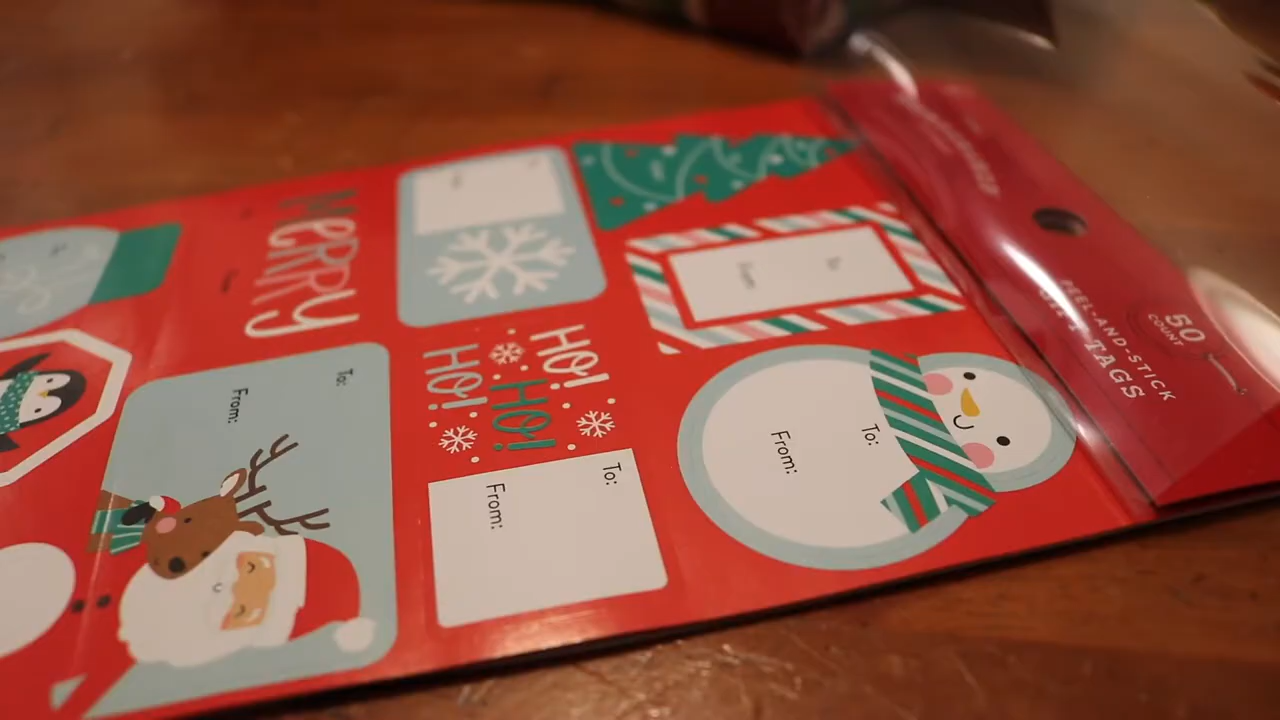 MERRY
To:
From:
HO!
HO!
HO!
To:
From:
To:
From:
50
COUNT
PEEL-AND-STICK
GIFT TAGS